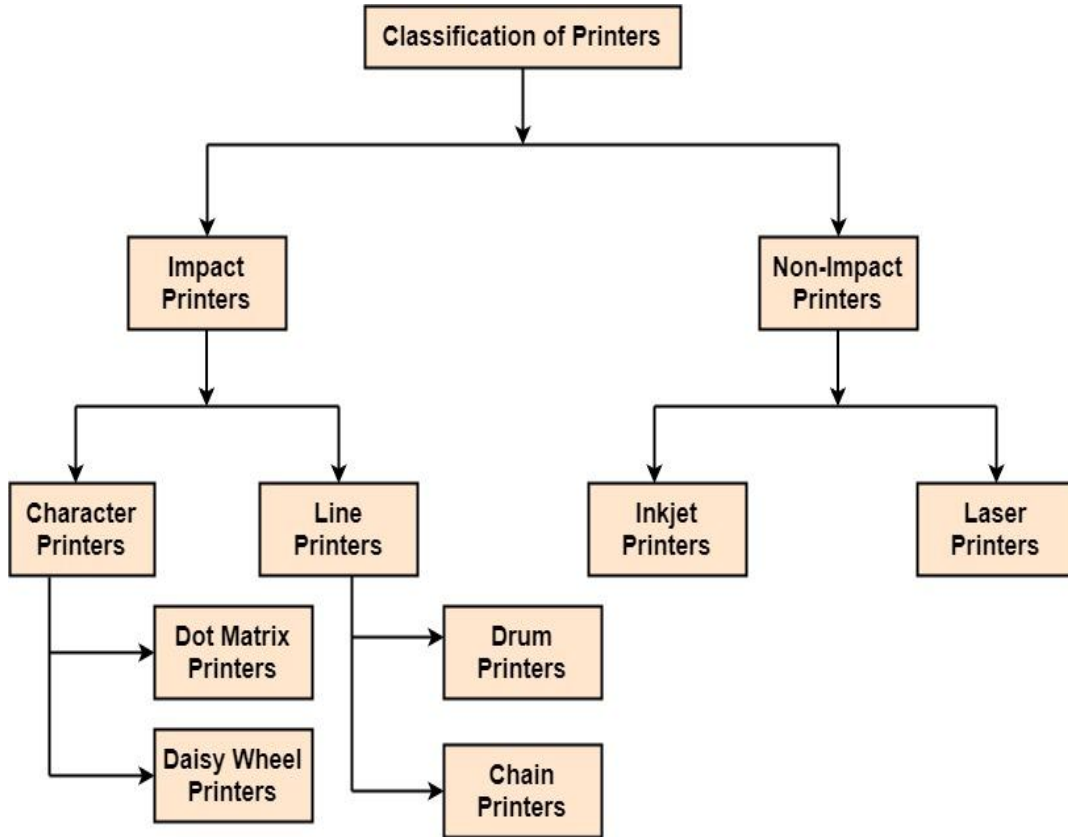 Classification of Printers
Impact
Printers
Non-Impact
Printers
Character
Printers
Line
Printers
Inkjet
Printers
Laser
Printers
Dot Matrix
Printers
Drum
Printers
Daisy Wheel
Printers
Chain
Printers